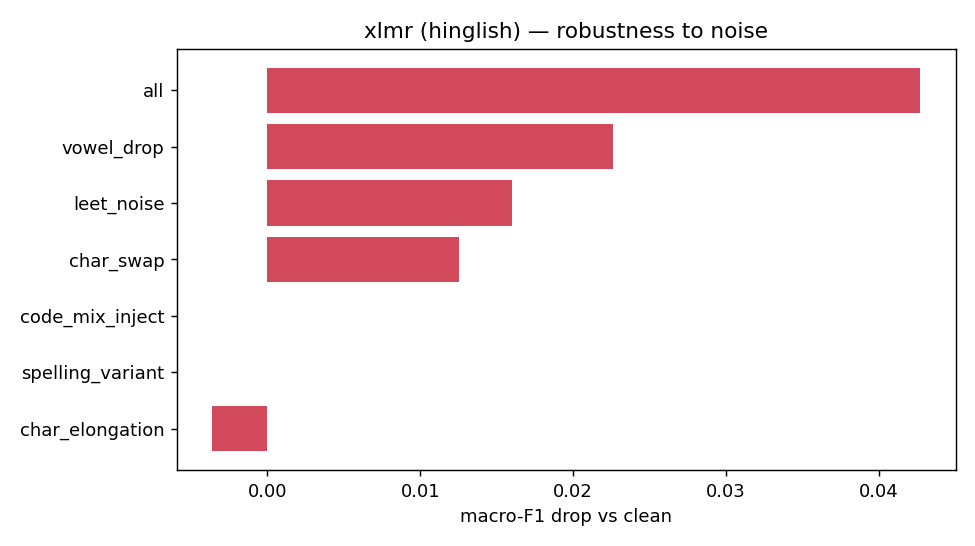 xlmr (hinglish) — robustness to noise
all
vowel_drop
leet_noise
char_swap
code_mix_inject
spelling_variant
char_elongation
0.00 0.01 0.02 0.03 0.04
macro-F1 drop vs clean